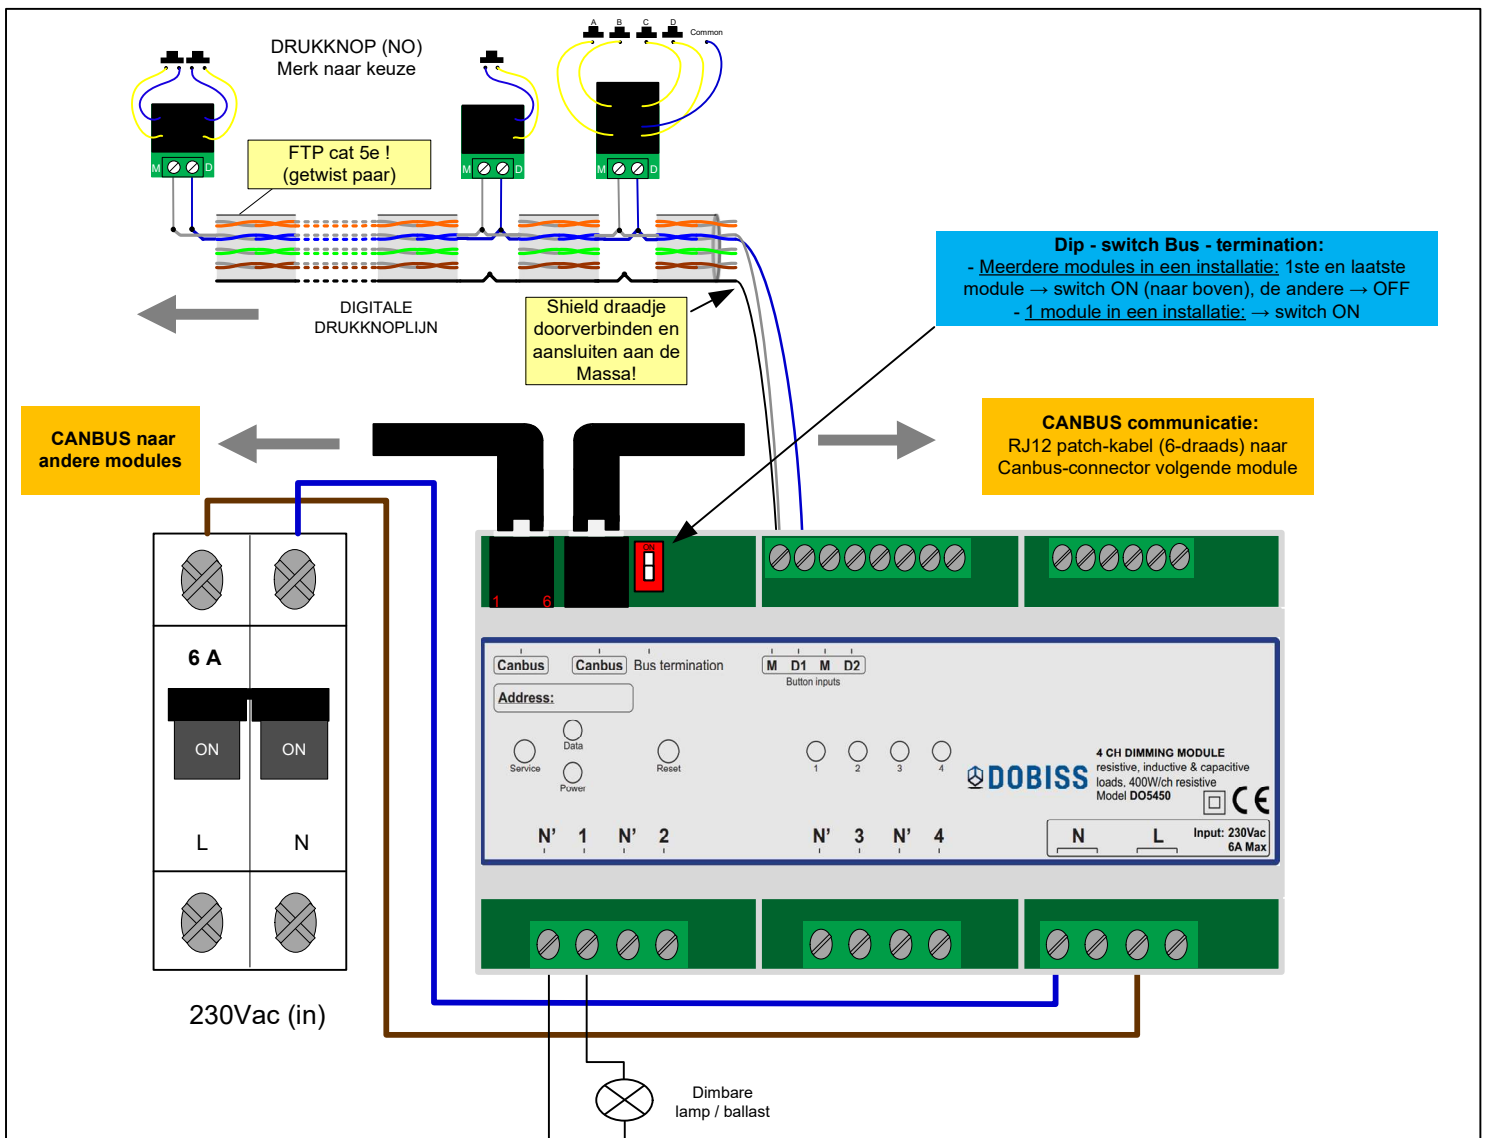 A B C D Common
DRUKKNOP (NO)
Merk naar keuze
M D
M D
M D
FTP cat 5e !
(getwist paar)
DIGITALE
DRUKKNOPLIJN
Shield draadje
doorverbinden en
aansluiten aan de
Massa!
Dip - switch Bus - termination:
- Meerdere modules in een installatie: 1ste en laatste
module → switch ON (naar boven), de andere → OFF
- 1 module in een installatie: → switch ON
CANBUS naar
andere modules
CANBUS communicatie:
RJ12 patch-kabel (6-draads) naar
Canbus-connector volgende module
ON
1 6
6 A
ON ON
L N
230Vac (in)
Canbus Canbus Bus termination
M D1 M D2
Button inputs
Address:
Data
Service
Power
Reset
1 2 3 4
DOBISS
4 CH DIMMING MODULE
resistive, inductive & capacitive
loads, 400W/ch resistive
Model DO5450
CE
N' 1 N' 2
N' 3 N' 4
N L
Input: 230Vac
6A Max
Dimbare
lamp / ballast